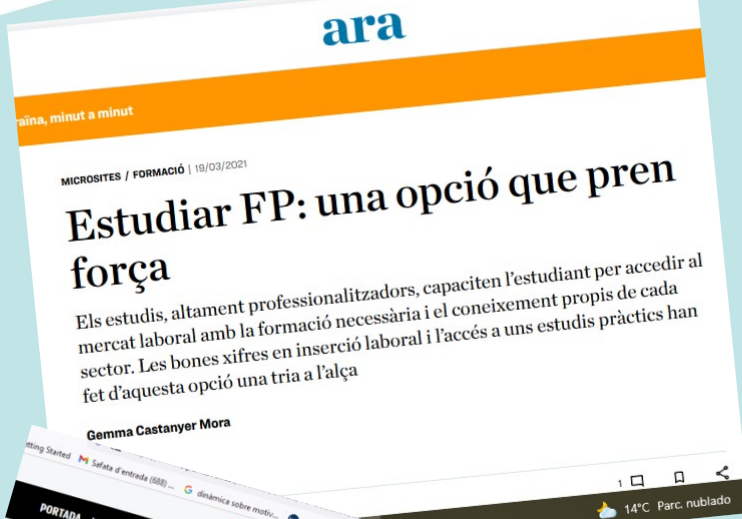 ara
aïna, minut a minut
MICROSITES / FORMACIÓ | 19/03/2021
Estudiar FP: una opció que pren
força
Els estudis, altament professionalitzadors, capaciten l'estudiant per accedir al
mercat laboral amb la formació necessària i el coneixement propis de cada
sector. Les bones xifres en inserció laboral i l'accés a uns estudis pràctics han
fet d'aquesta opció una tria a l'alça
Gemma Castanyer Mora
1
14°C Parc. nublado
tting Started Safata d'entrada (688) ... dinàmica sobre motiv...
PORTADA